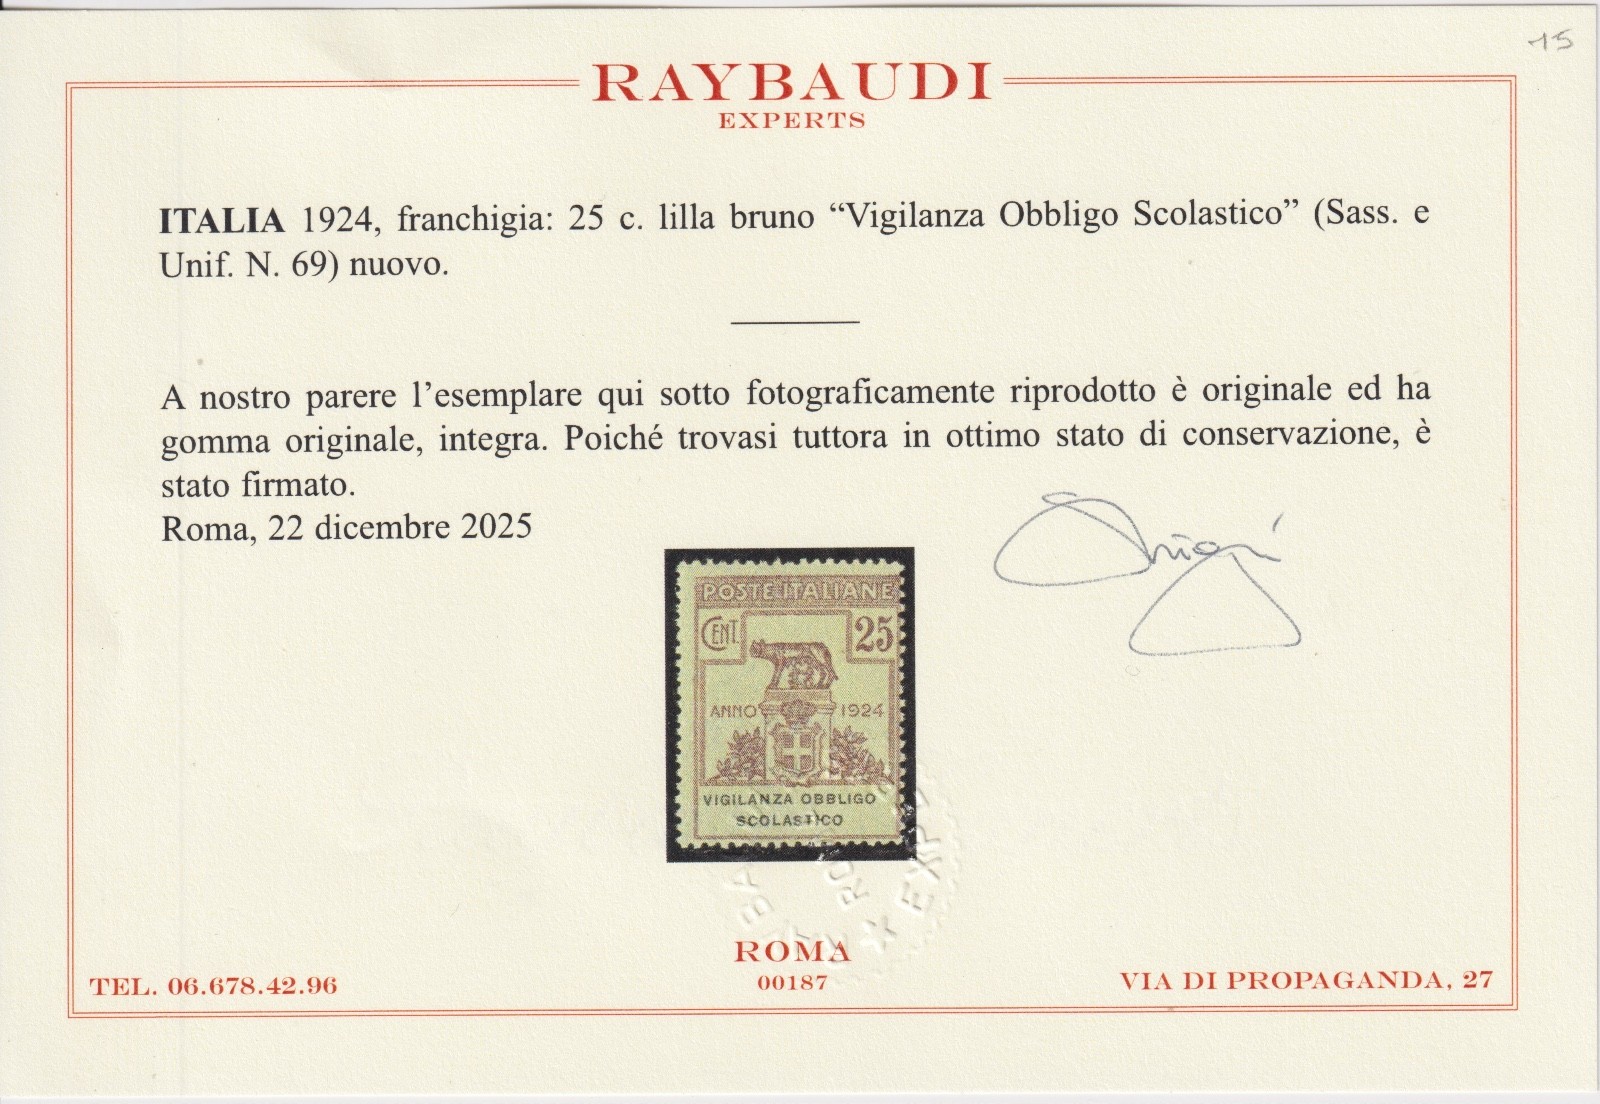 15
RAYBAUDI
EXPERTS
ITALIA 1924, franchigia: 25 c. lilla bruno “Vigilanza Obbligo Scolastico” (Sass. e
Unif. N. 69) nuovo.
A nostro parere l’esemplare qui sotto fotograficamente riprodotto è originale ed ha
gomma originale, integra. Poiché trovasi tuttora in ottimo stato di conservazione, è
stato firmato.
Roma, 22 dicembre 2025
POSTE ITALIANE
CENT. 25
ANNO 1924
VIGILANZA OBBLIGO
SCOLASTICO
ROMA
00187
TEL. 06.678.42.96
VIA DI PROPAGANDA, 27